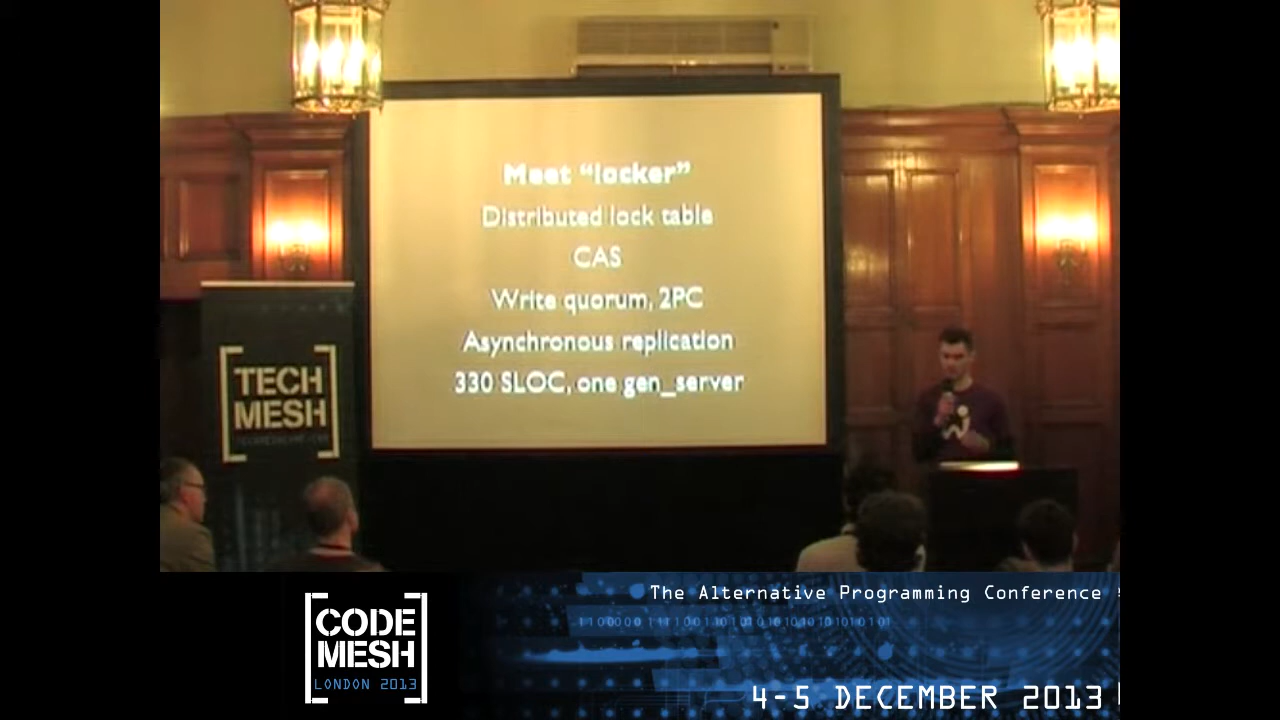 Meet “locker”
Distributed lock table
CAS
Write quorum, 2PC
Asynchronous replication
330 SLOC, one gen_server
TECH
MESH
CODE
MESH
LONDON 2013
The Alternative Programming Conference
4-5 DECEMBER 2013